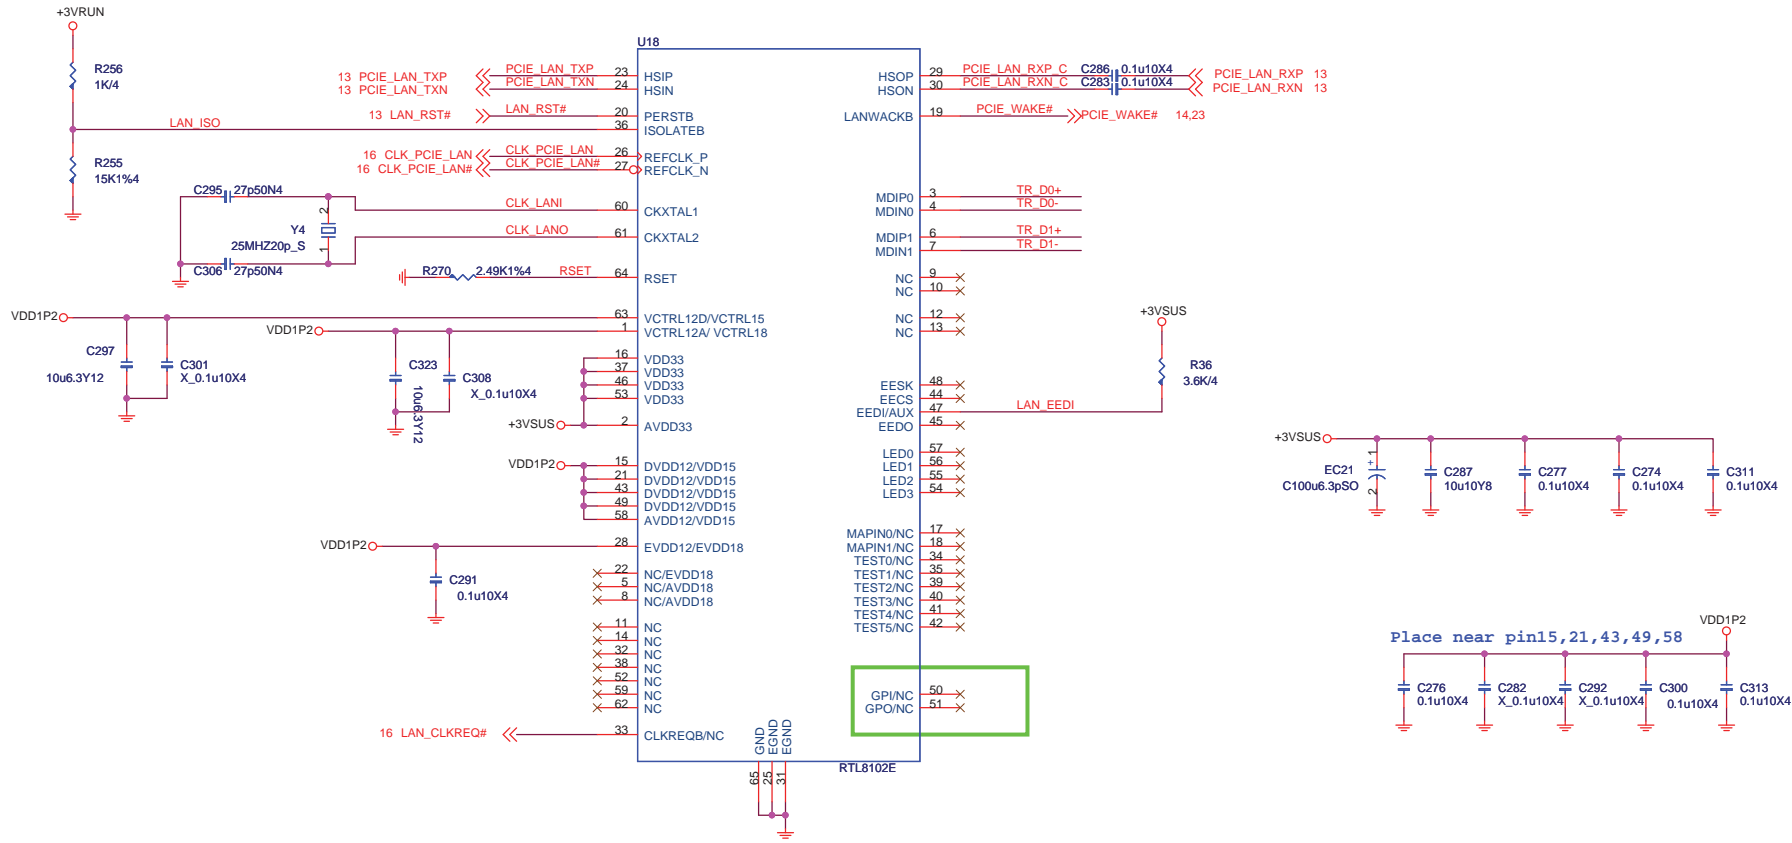 +3VRUN
R256
1K/4
R255
15K1%4
LAN_ISO
13 PCIE_LAN_TXP
13 PCIE_LAN_TXN
PCIE_LAN_TXP
PCIE_LAN_TXN
13 LAN_RST#
LAN_RST#
16 CLK_PCIE_LAN
16 CLK_PCIE_LAN#
CLK_PCIE_LAN
CLK_PCIE_LAN#
C295
27p50N4
CLK_LANI
2
Y4
25MHZ20p_S
1
CLK_LANO
C306
27p50N4
R270
2.49K1%4
RSET
VDD1P2
C297
10u6.3Y12
C301
X_0.1u10X4
VDD1P2
C323
10u6.3Y12
C308
X_0.1u10X4
+3VSUS
VDD1P2
VDD1P2
C291
0.1u10X4
16 LAN_CLKREQ#
U18
23 HSIP
24 HSIN
20 PERSTB
36 ISOLATEB
26 REFCLK_P
27 REFCLK_N
60 CKXTAL1
61 CKXTAL2
64 RSET
63 VCTRL12D/VCTRL15
1 VCTRL12A/ VCTRL18
16 VDD33
37 VDD33
46 VDD33
53 VDD33
2 AVDD33
15 DVDD12/VDD15
21 DVDD12/VDD15
43 DVDD12/VDD15
49 DVDD12/VDD15
58 AVDD12/VDD15
28 EVDD12/EVDD18
22 NC/EVDD18
5 NC/AVDD18
8 NC/AVDD18
11 NC
14 NC
32 NC
38 NC
52 NC
59 NC
62 NC
33 CLKREQB/NC
GND 65
EGND 25
EGND 31
RTL8102E
HSOP 29
HSON 30
LANWACKB 19
MDIP0 3
MDIN0 4
MDIP1 6
MDIN1 7
NC 9
NC 10
NC 12
NC 13
EESK 48
EECS 44
EEDI/AUX 47
EEDO 45
LED0 57
LED1 56
LED2 55
LED3 54
MAPIN0/NC 17
MAPIN1/NC 18
TEST0/NC 34
TEST1/NC 35
TEST2/NC 39
TEST3/NC 40
TEST4/NC 41
TEST5/NC 42
GPI/NC 50
GPO/NC 51
PCIE_LAN_RXP_C
C286
0.1u10X4
PCIE_LAN_RXP 13
PCIE_LAN_RXN_C
C283
0.1u10X4
PCIE_LAN_RXN 13
PCIE_WAKE#
PCIE_WAKE# 14,23
TR_D0+
TR_D0-
TR_D1+
TR_D1-
+3VSUS
R36
3.6K/4
LAN_EEDI
+3VSUS
1
+
EC21
C100u6.3pSO
2
C287
10u10Y8
C277
0.1u10X4
C274
0.1u10X4
C311
0.1u10X4
VDD1P2
Place near pin15,21,43,49,58
C276
0.1u10X4
C282
X_0.1u10X4
C292
X_0.1u10X4
C300
0.1u10X4
C313
0.1u10X4